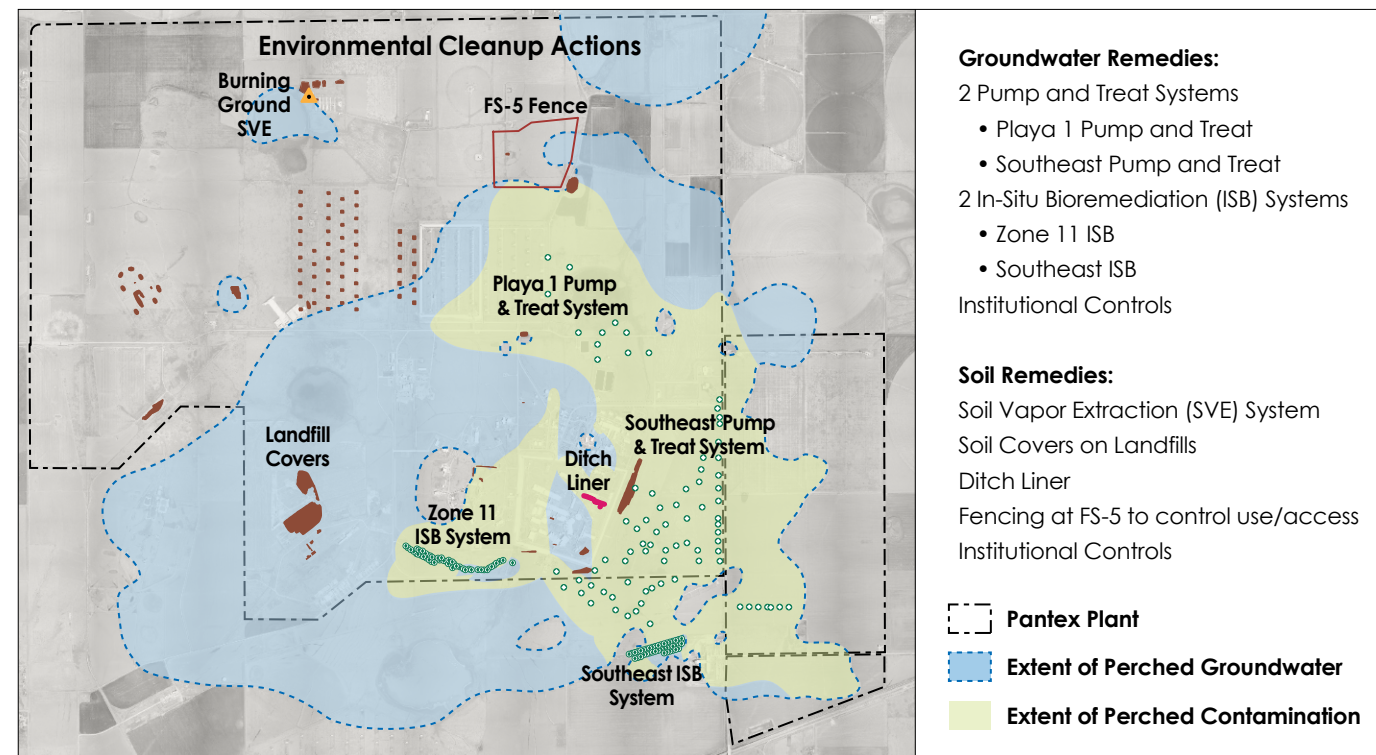 Environmental Cleanup Actions
Burning
Ground
SVE
FS-5 Fence
Playa 1 Pump
& Treat System
Landfill
Covers
Southeast Pump
& Treat System
Ditch
Liner
Zone 11
ISB System
Southeast ISB
System
Groundwater Remedies:
2 Pump and Treat Systems
• Playa 1 Pump and Treat
• Southeast Pump and Treat
2 In-Situ Bioremediation (ISB) Systems
• Zone 11 ISB
• Southeast ISB
Institutional Controls
Soil Remedies:
Soil Vapor Extraction (SVE) System
Soil Covers on Landfills
Ditch Liner
Fencing at FS-5 to control use/access
Institutional Controls
Pantex Plant
Extent of Perched Groundwater
Extent of Perched Contamination